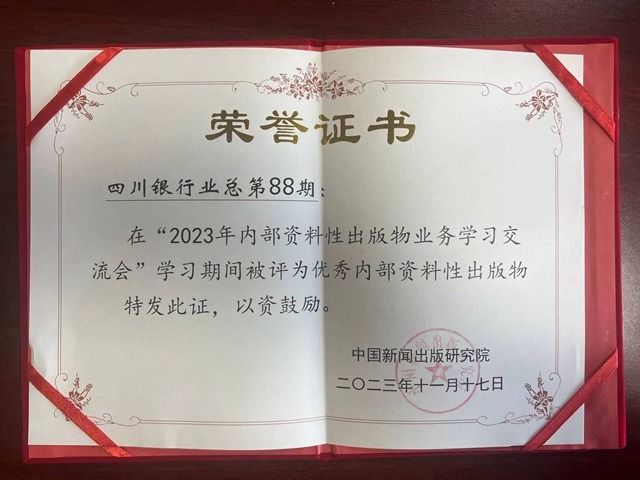 荣誉证书
四川银行业总第88期：
在“2023年内部资料性出版物业务学习交
流会”学习期间被评为优秀内部资料性出版物
特发此证，以资鼓励。
中国新闻出版研究院
二〇二三年十一月十七日